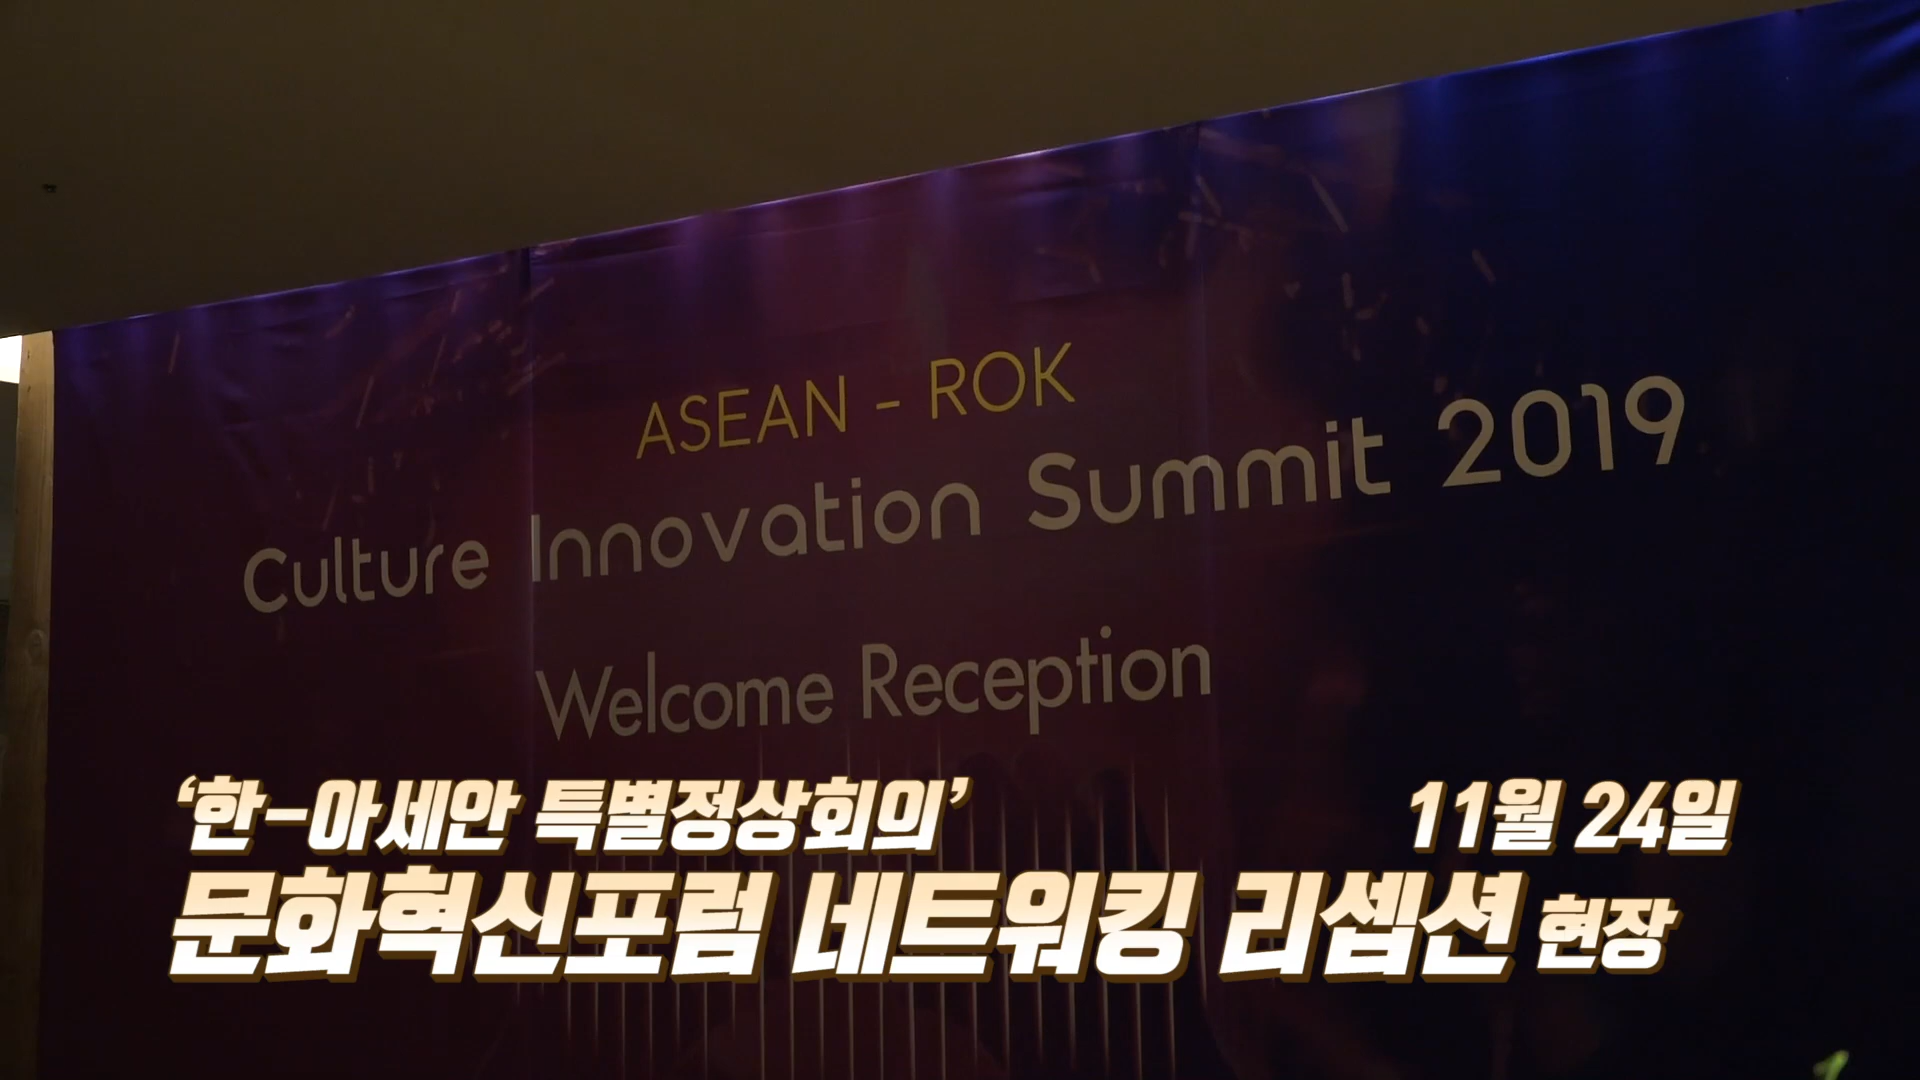 ASEAN - ROK
Culture Innovation Summit 2019
Welcome Reception
‘한-아세안 특별정상회의’ 11월 24일
문화혁신포럼 네트워킹 리셉션 현장